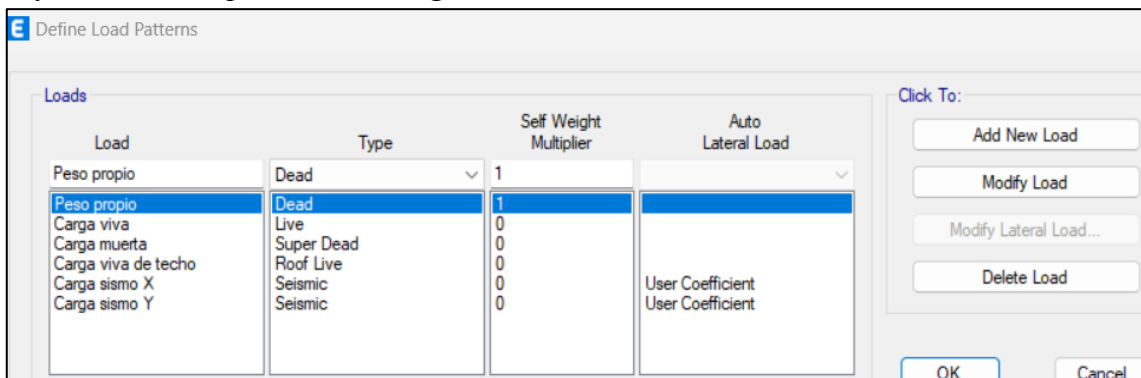 E Define Load Patterns
Loads
Click To:
Load Type Self Weight Multiplier Auto Lateral Load
Add New Load
Peso propio Dead 1
Modify Load
Peso propio Dead 1
Carga viva Live 0
Carga muerta Super Dead 0
Modify Lateral Load...
Carga viva de techo Roof Live 0
Carga sismo X Seismic 0 User Coefficient
Delete Load
Carga sismo Y Seismic 0 User Coefficient
OK Cancel